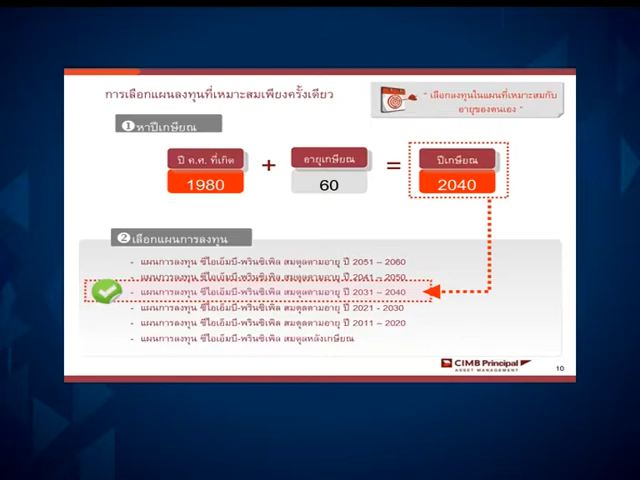 การเลือกแผนลงทุนที่เหมาะสมเพียงครั้งเดียว
" เลือกลงทุนในแผนที่เหมาะสมกับ
อายุของตนเอง "
❶ หาปีเกษียณ
ปี ค.ศ. ที่เกิด + อายุเกษียณ = ปีเกษียณ
1980 60 2040
❷ เลือกแผนการลงทุน
- แผนการลงทุน ซีไอเอ็มบี-พรินซิเพิล สมดุลตามอายุ ปี 2051 – 2060
- แผนการลงทุน ซีไอเอ็มบี-พรินซิเพิล สมดุลตามอายุ ปี 2041 – 2050
- แผนการลงทุน ซีไอเอ็มบี-พรินซิเพิล สมดุลตามอายุ ปี 2031 – 2040
- แผนการลงทุน ซีไอเอ็มบี-พรินซิเพิล สมดุลตามอายุ ปี 2021 - 2030
- แผนการลงทุน ซีไอเอ็มบี-พรินซิเพิล สมดุลตามอายุ ปี 2011 – 2020
- แผนการลงทุน ซีไอเอ็มบี-พรินซิเพิล สมดุลหลังเกษียณ
CIMB Principal
ASSET MANAGEMENT
10